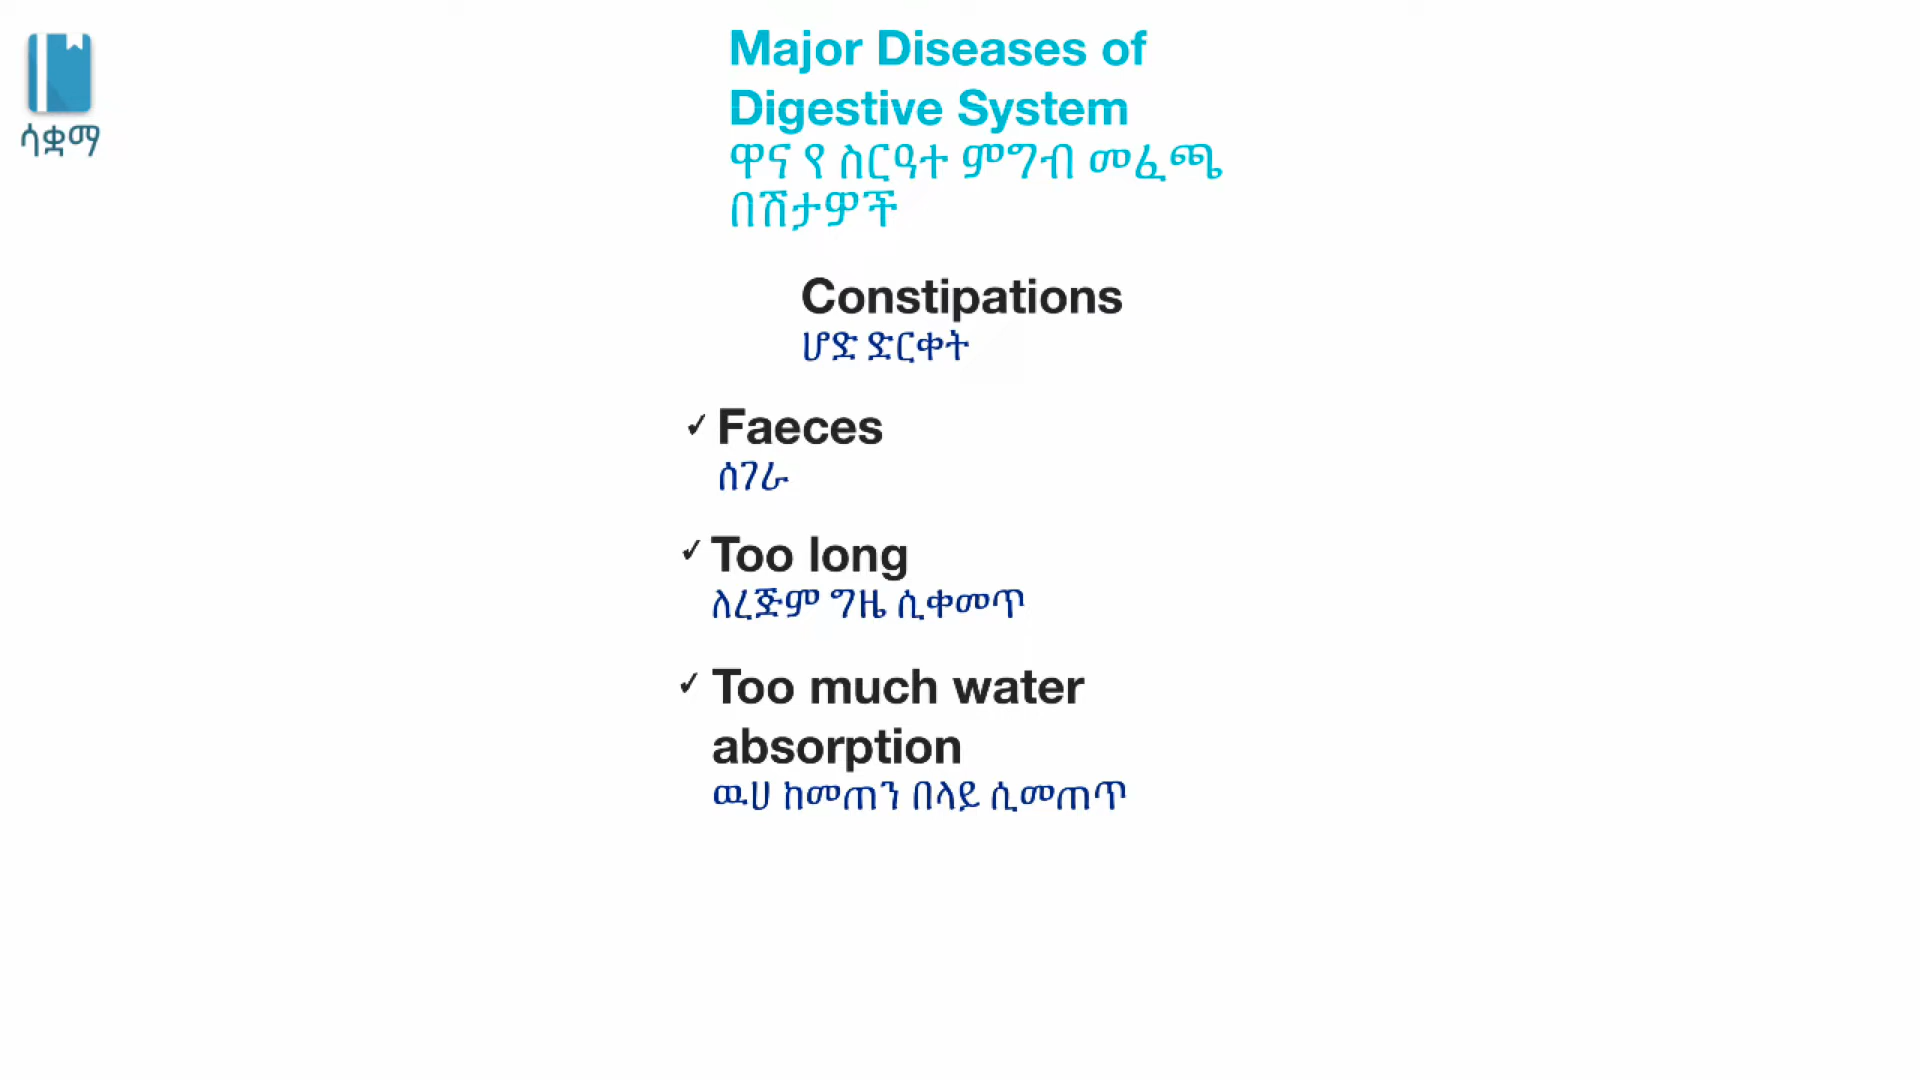 ሳቋማ
Major Diseases of
Digestive System
ዋና የ ስርዓተ ምግብ መፈጫ
በሽታዎች
Constipations
ሆድ ድርቀት
✓ Faeces
ሰገራ
✓ Too long
ለረጅም ግዜ ሲቀመጥ
✓ Too much water
absorption
ዉሀ ከመጠን በላይ ሲመጠጥ